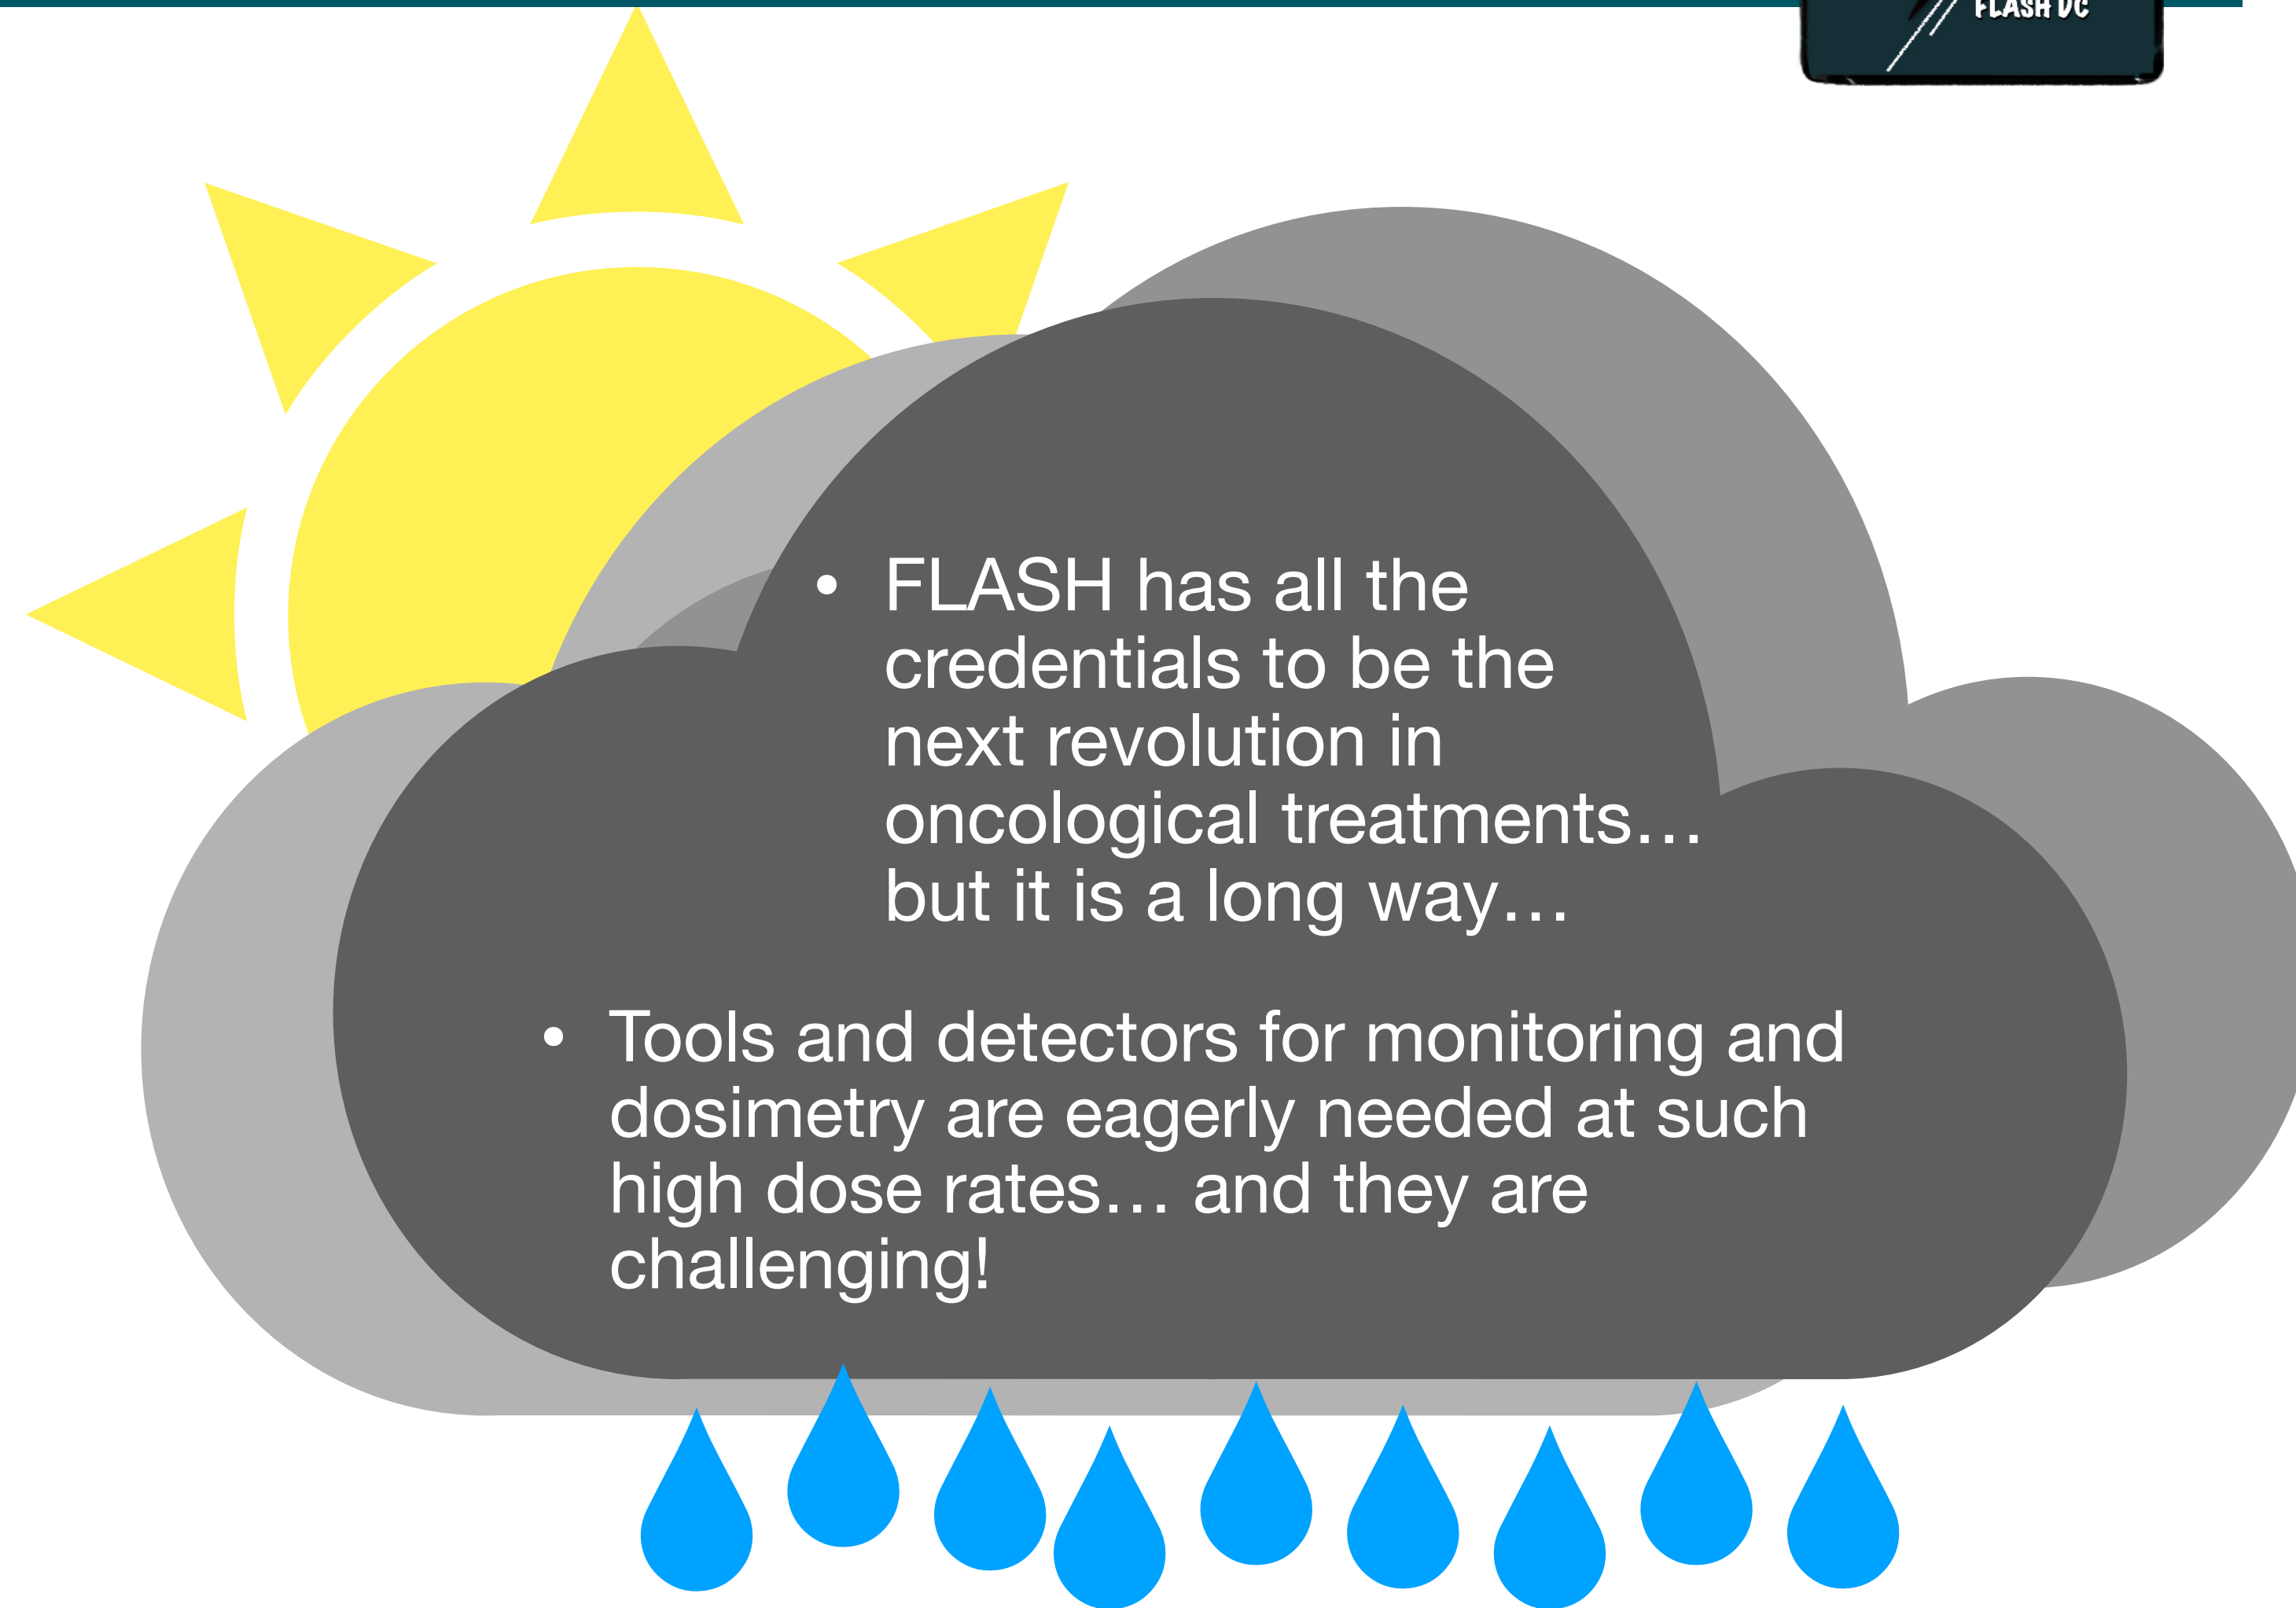 FLASH DC
• FLASH has all the
credentials to be the
next revolution in
oncological treatments…
but it is a long way…
• Tools and detectors for monitoring and
dosimetry are eagerly needed at such
high dose rates… and they are
challenging!